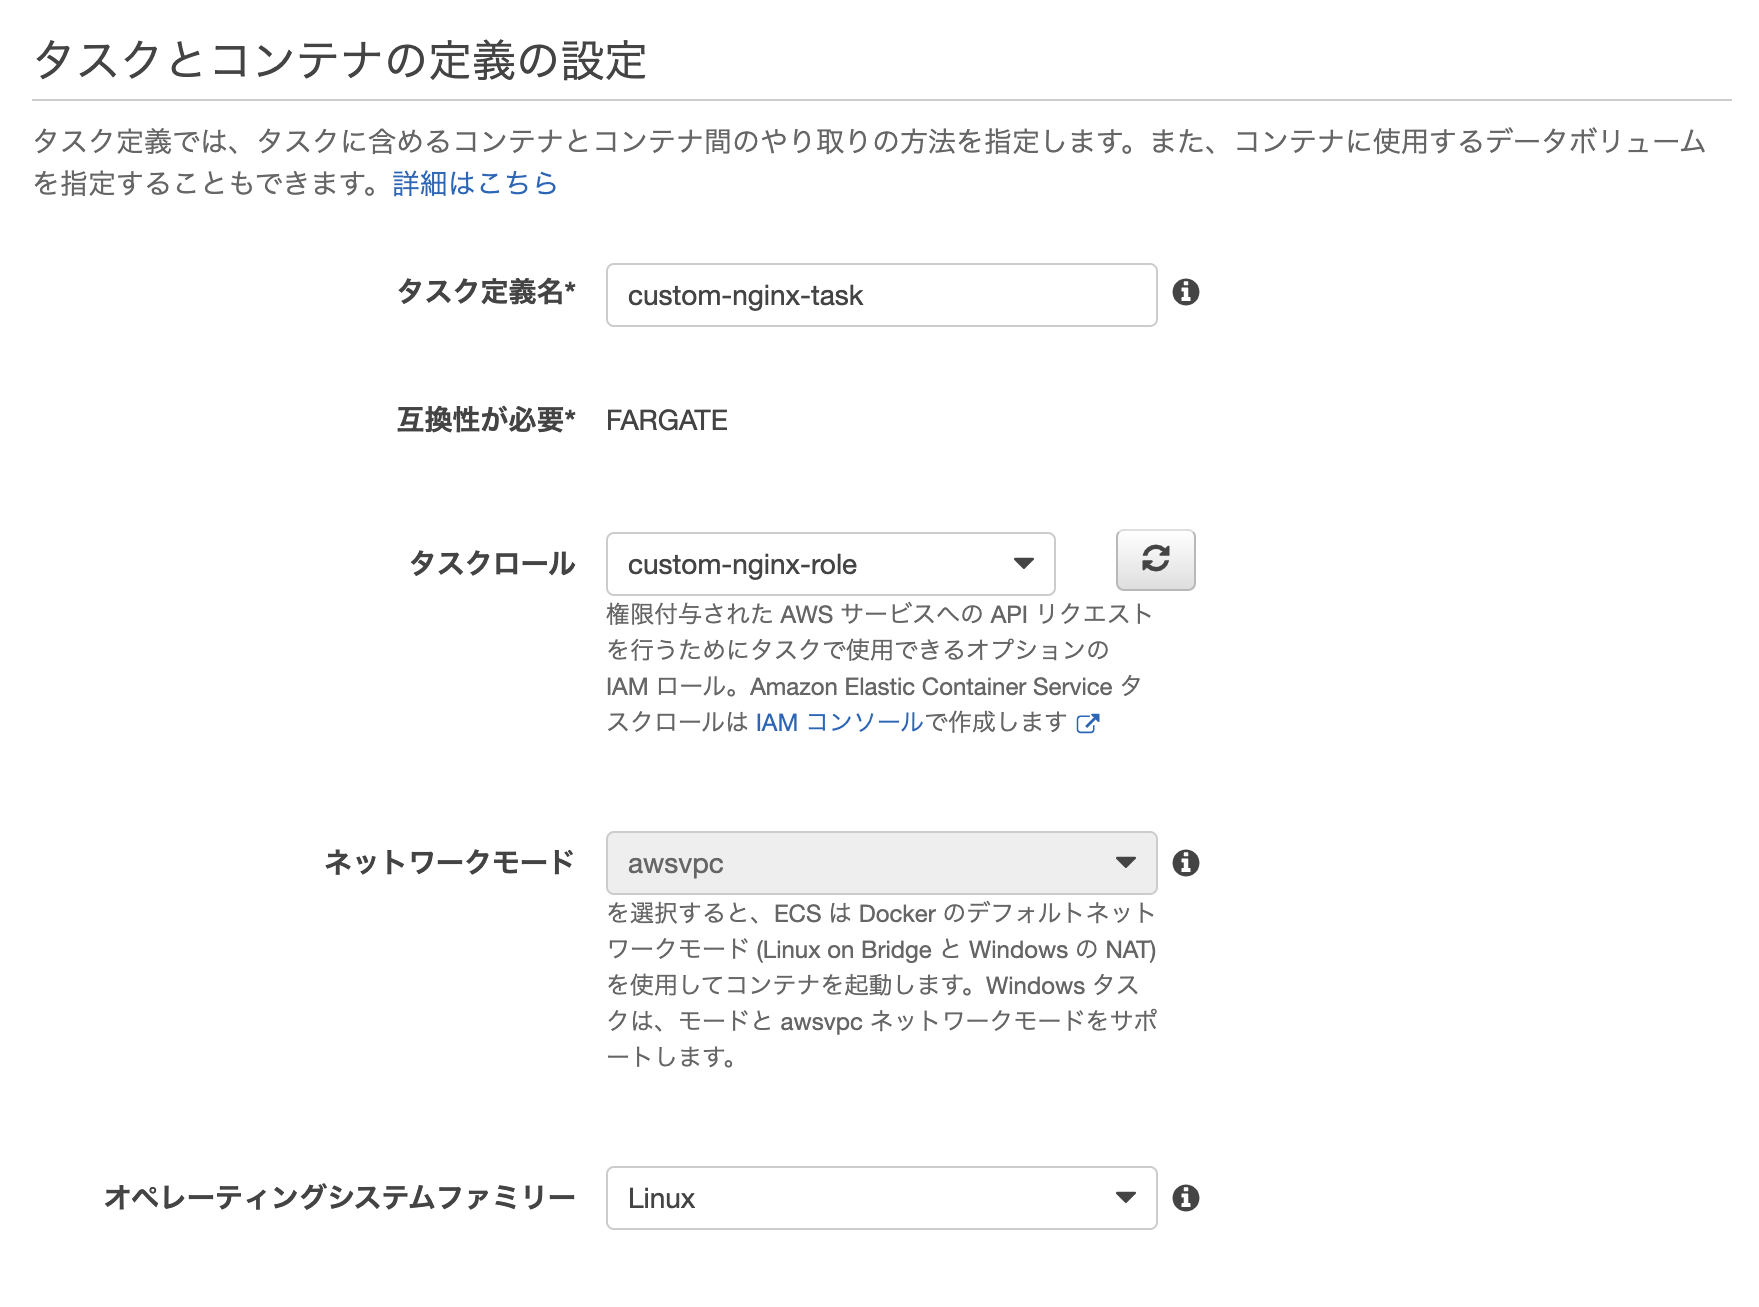 タスクとコンテナの定義の設定
タスク定義では、タスクに含めるコンテナとコンテナ間のやり取りの方法を指定します。また、コンテナに使用するデータボリューム
を指定することもできます。詳細はこちら
タスク定義名* custom-nginx-task
互換性が必要* FARGATE
タスクロール custom-nginx-role
権限付与された AWS サービスへの API リクエスト
を行うためにタスクで使用できるオプションの
IAM ロール。Amazon Elastic Container Service タ
スクロールは IAM コンソールで作成します
ネットワークモード awsvpc
を選択すると、ECS は Docker のデフォルトネット
ワークモード (Linux on Bridge と Windows の NAT)
を使用してコンテナを起動します。Windows タス
クは、モードと awsvpc ネットワークモードをサポ
ートします。
オペレーティングシステムファミリー Linux